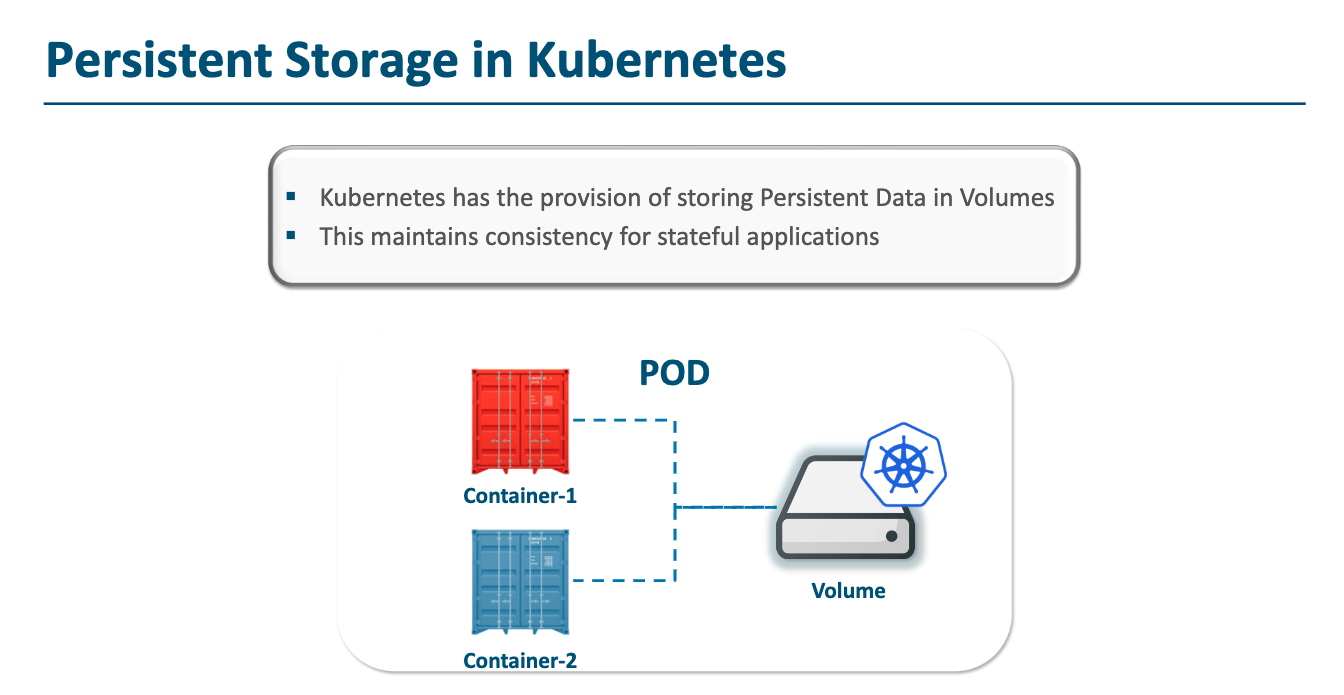 Persistent Storage in Kubernetes
▪ Kubernetes has the provision of storing Persistent Data in Volumes
▪ This maintains consistency for stateful applications
POD
Container-1
Volume
Container-2